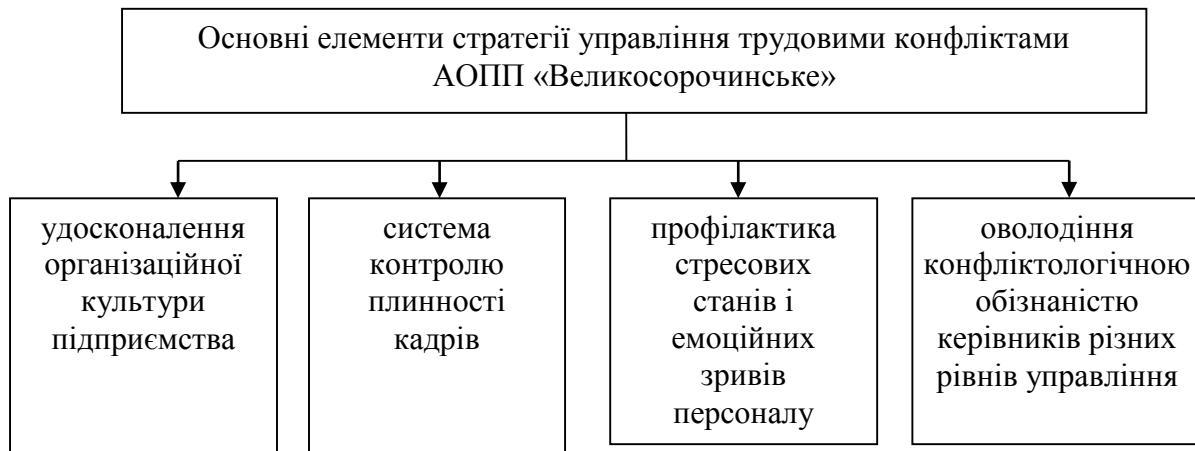 Основні елементи стратегії управління трудовими конфліктами
АОПП «Великосорочинське»
удосконалення
організаційної
культури
підприємства
система
контролю
плинності
кадрів
профілактика
стресових
станів і
емоційних
зривів
персоналу
оволодіння
конфліктологічною
обізнаністю
керівників різних
рівнів управління